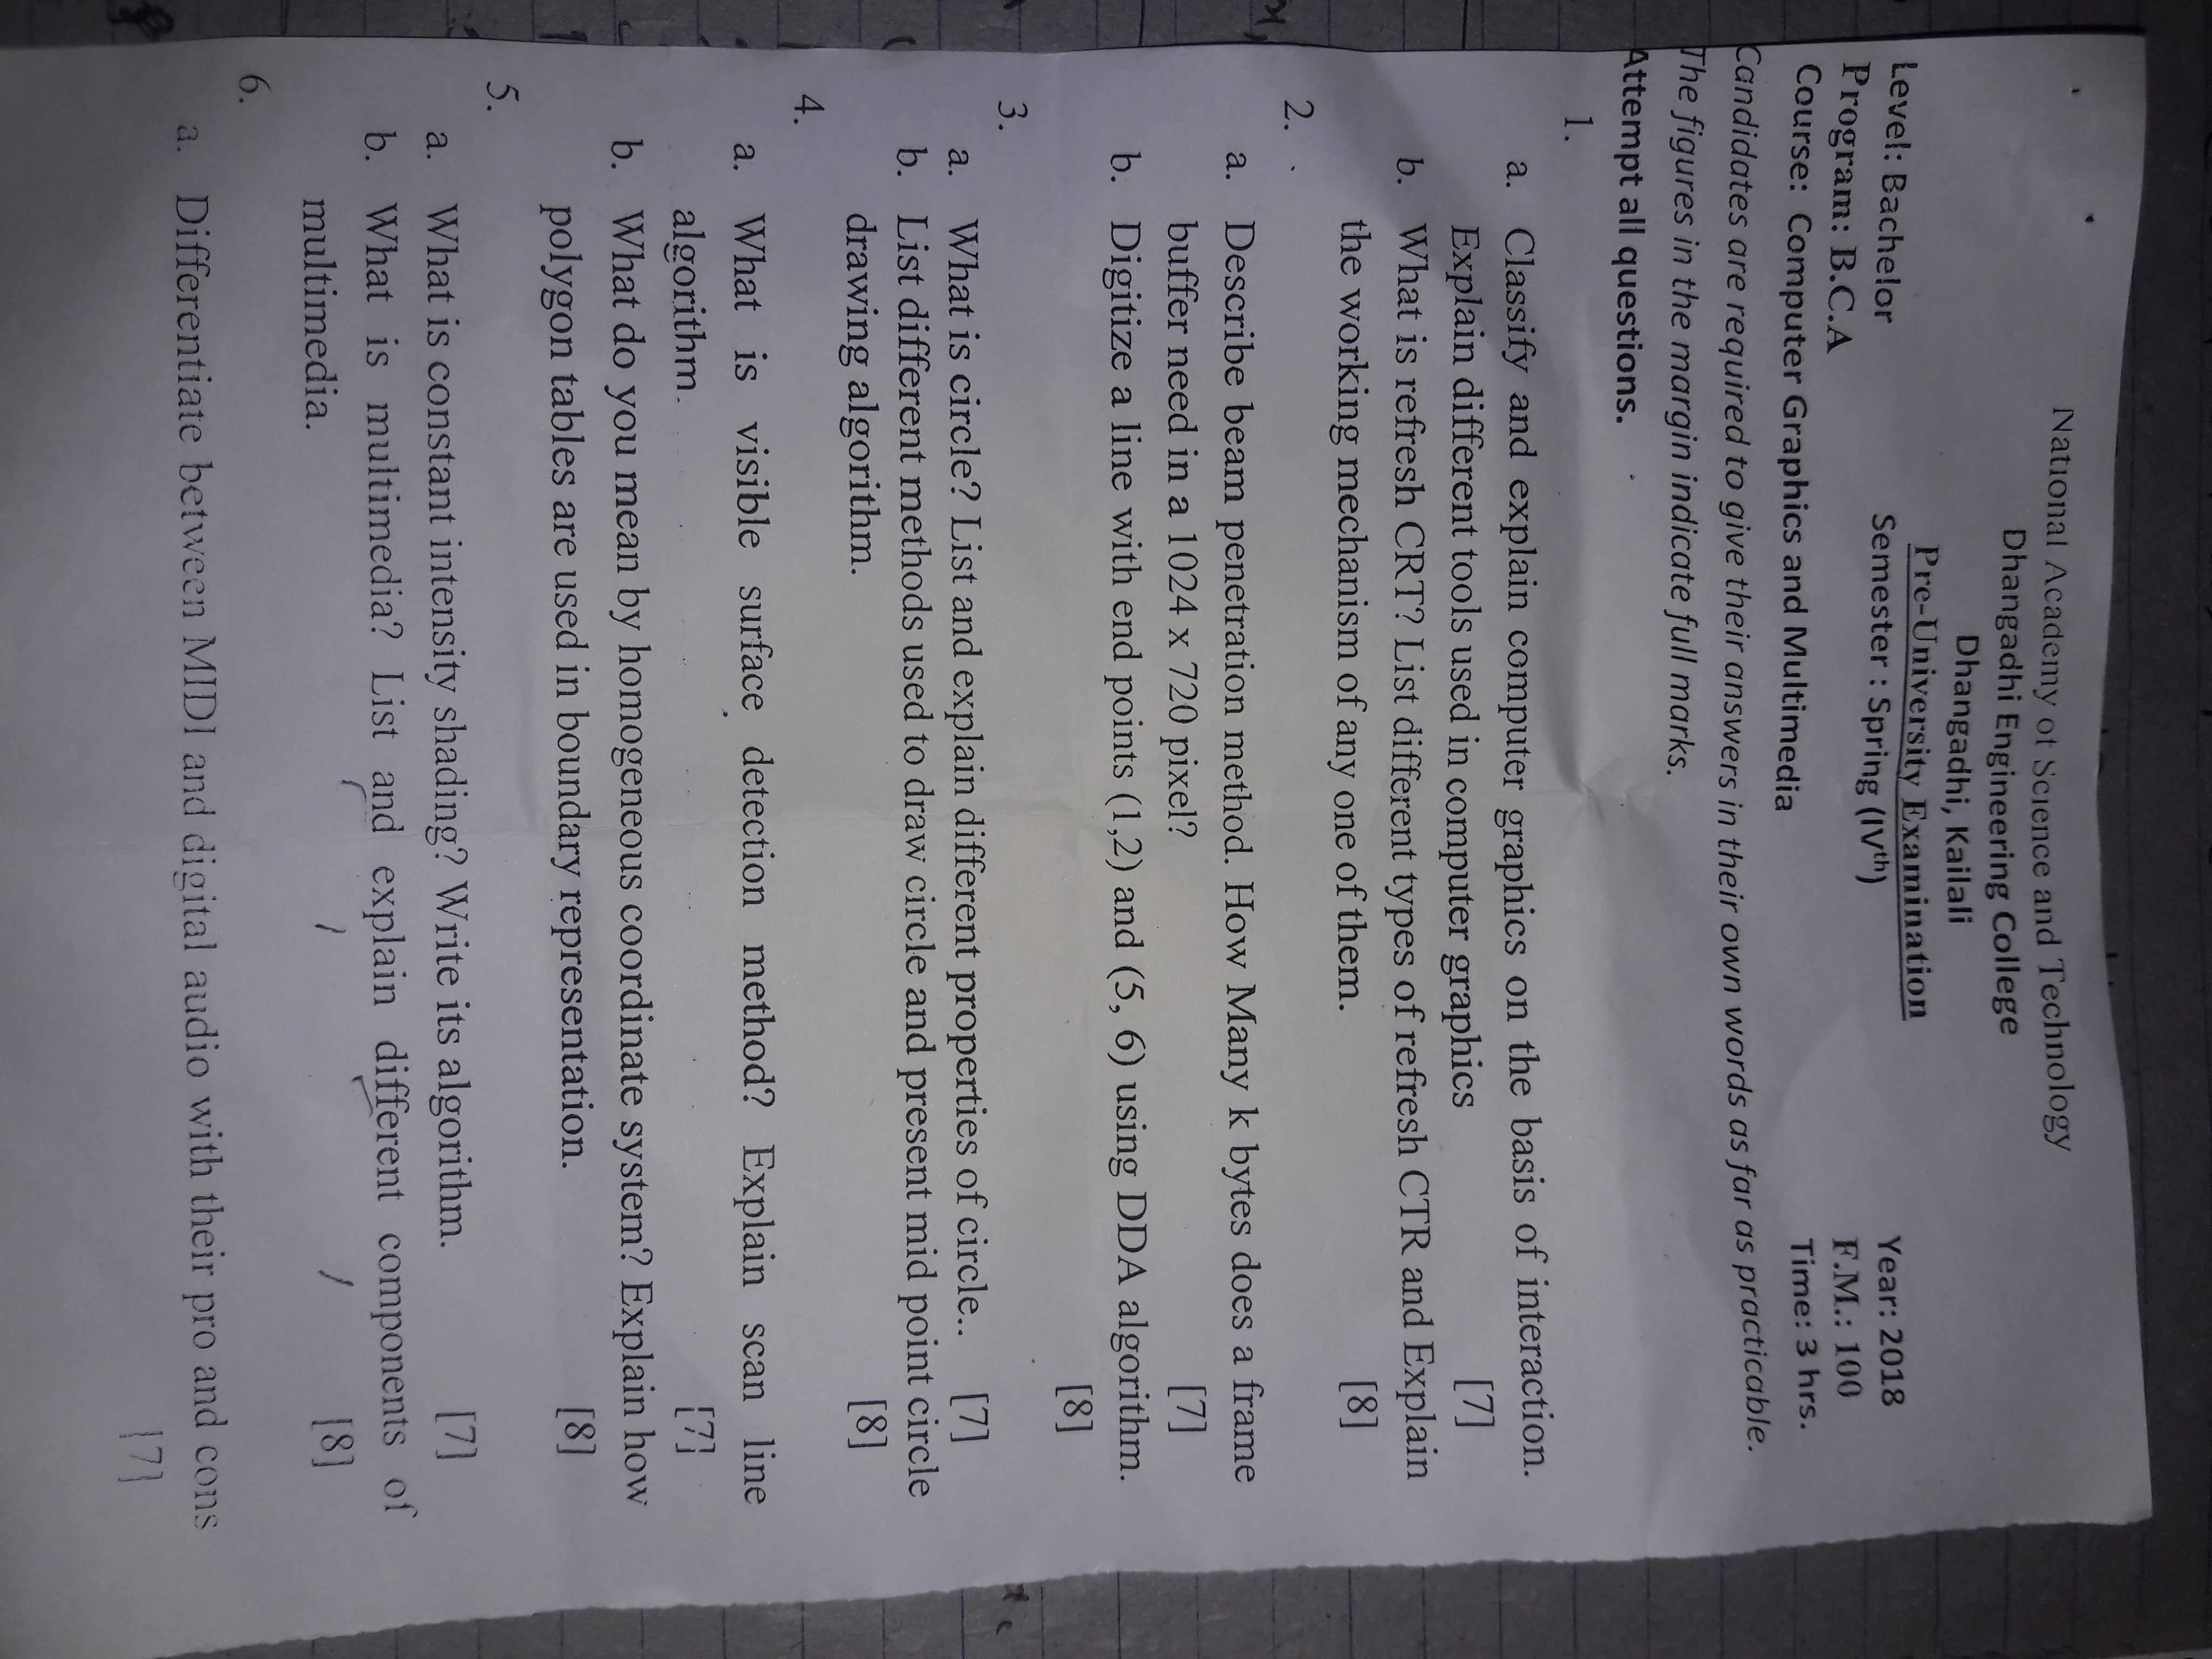 National Academy of Science and Technology
Dhangadhi Engineering College
Dhangadhi, Kailali
Pre-University Examination
Level: Bachelor Semester : Spring (IVth) Year: 2018
Program: B.C.A F.M.: 100
Course: Computer Graphics and Multimedia Time: 3 hrs.
Candidates are required to give their answers in their own words as far as practicable.
The figures in the margin indicate full marks.
Attempt all questions.
1.
a. Classify and explain computer graphics on the basis of interaction.
Explain different tools used in computer graphics [7]
b. What is refresh CRT? List different types of refresh CTR and Explain
the working mechanism of any one of them. [8]
2.
a. Describe beam penetration method. How Many k bytes does a frame
buffer need in a 1024 x 720 pixel? [7]
b. Digitize a line with end points (1,2) and (5, 6) using DDA algorithm.
[8]
3.
a. What is circle? List and explain different properties of circle.. [7]
b. List different methods used to draw circle and present mid point circle
drawing algorithm. [8]
4.
a. What is visible surface detection method? Explain scan line
algorithm. [7]
b. What do you mean by homogeneous coordinate system? Explain how
polygon tables are used in boundary representation. [8]
5.
a. What is constant intensity shading? Write its algorithm. [7]
b. What is multimedia? List and explain different components of
multimedia. [8]
6.
a. Differentiate between MIDI and digital audio with their pro and cons
[7]